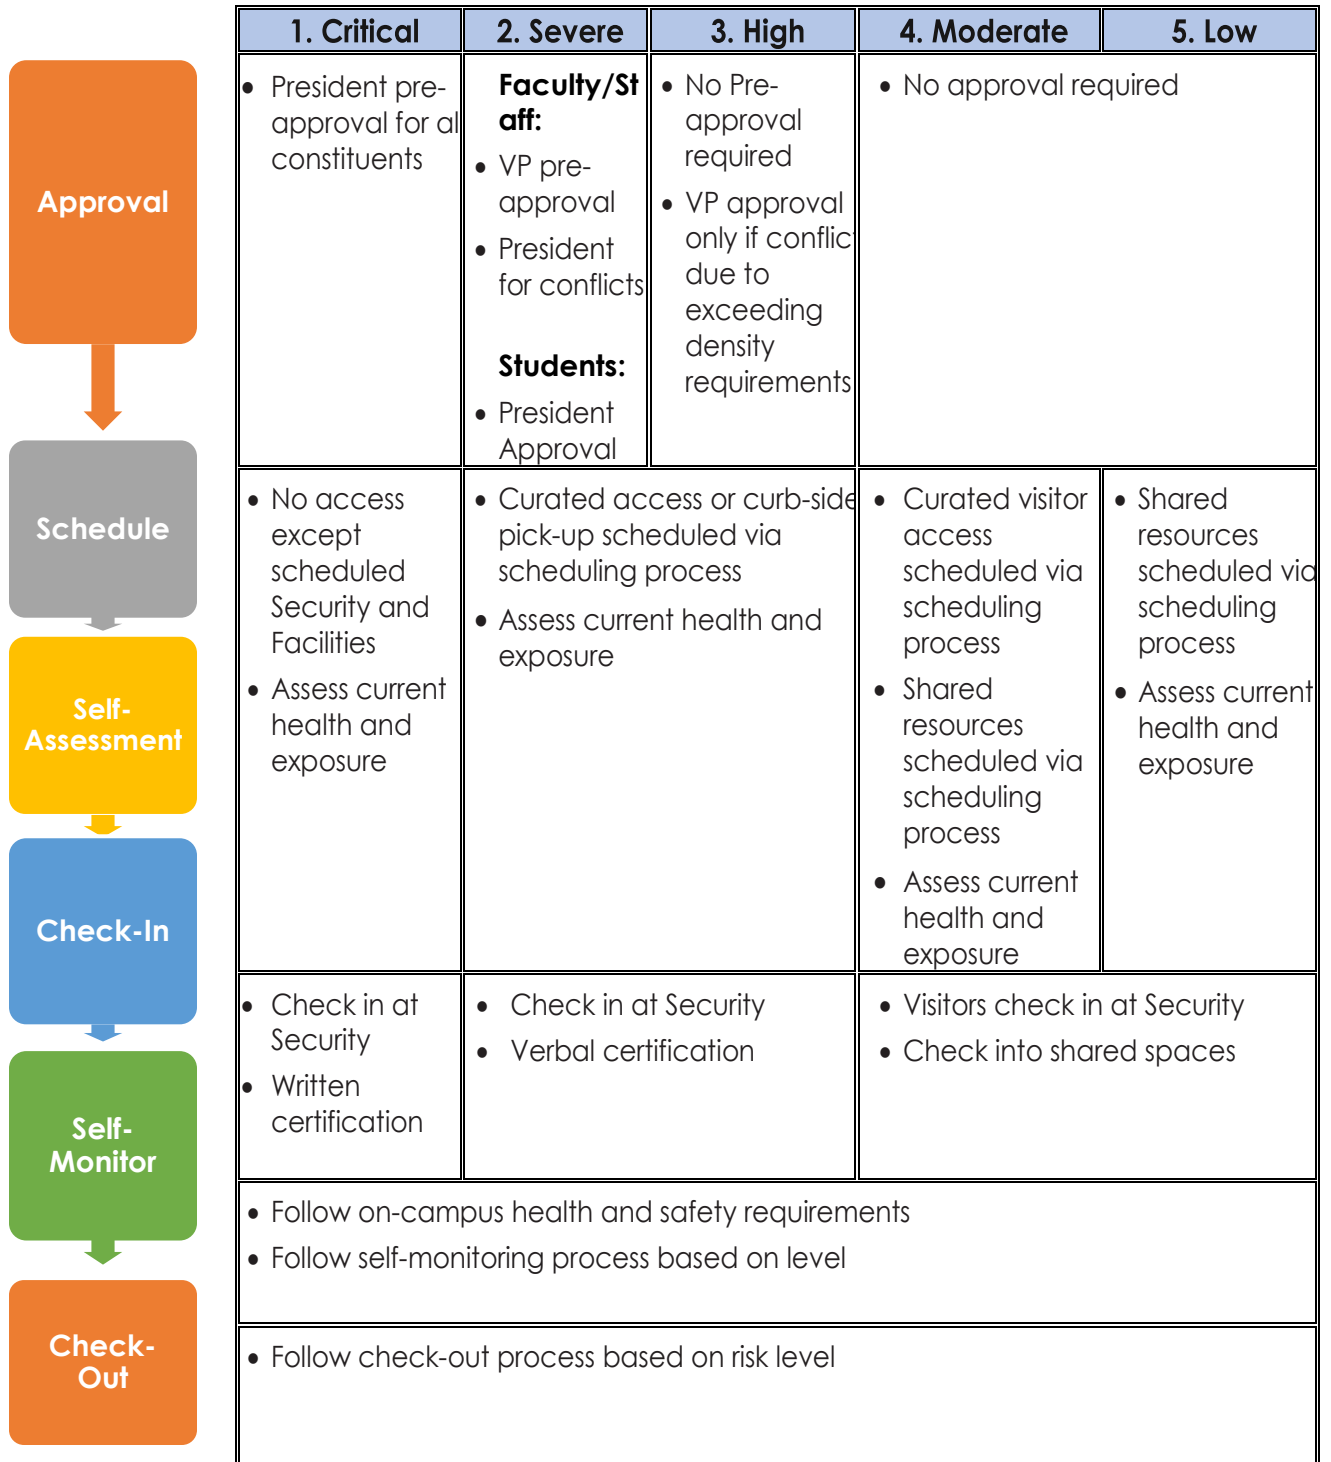 1. Critical
2. Severe
3. High
4. Moderate
5. Low
Approval
• President pre-
approval for al
constituents
Faculty/St
aff:
• VP pre-
approval
• President
for conflicts
Students:
• President
Approval
• No Pre-
approval
required
• VP approval
only if conflic
due to
exceeding
density
requirements
• No approval required
Schedule
Self-
Assessment
• No access
except
scheduled
Security and
Facilities
• Assess current
health and
exposure
• Curated access or curb-side
pick-up scheduled via
scheduling process
• Assess current health and
exposure
• Curated visitor
access
scheduled via
scheduling
process
• Shared
resources
scheduled via
scheduling
process
• Assess current
health and
exposure
• Shared
resources
scheduled via
scheduling
process
• Assess current
health and
exposure
Check-In
• Check in at
Security
• Written
certification
• Check in at Security
• Verbal certification
• Visitors check in at Security
• Check into shared spaces
Self-
Monitor
• Follow on-campus health and safety requirements
• Follow self-monitoring process based on level
Check-
Out
• Follow check-out process based on risk level